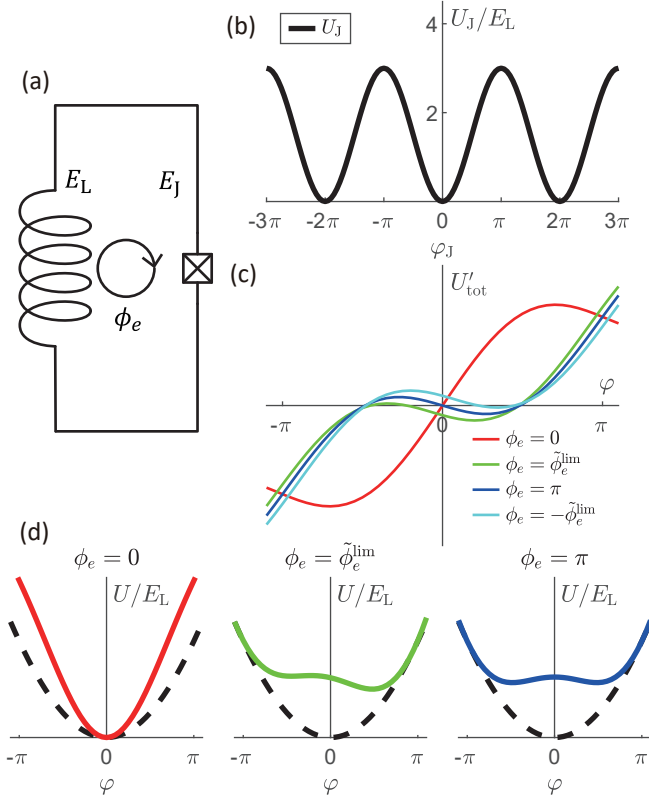 (a)
E_L
E_J
ϕ_e
(b)
U_J
U_J/E_L
4
2
-3π
-2π
-π
0
π
2π
3π
φ_J
(c)
U′_tot
φ
-π
0
π
ϕ_e = 0
ϕ_e = ϕ̃_e^lim
ϕ_e = π
ϕ_e = −ϕ̃_e^lim
(d)
ϕ_e = 0
U/E_L
-π
0
π
φ
ϕ_e = ϕ̃_e^lim
U/E_L
-π
0
π
φ
ϕ_e = π
U/E_L
-π
0
π
φ